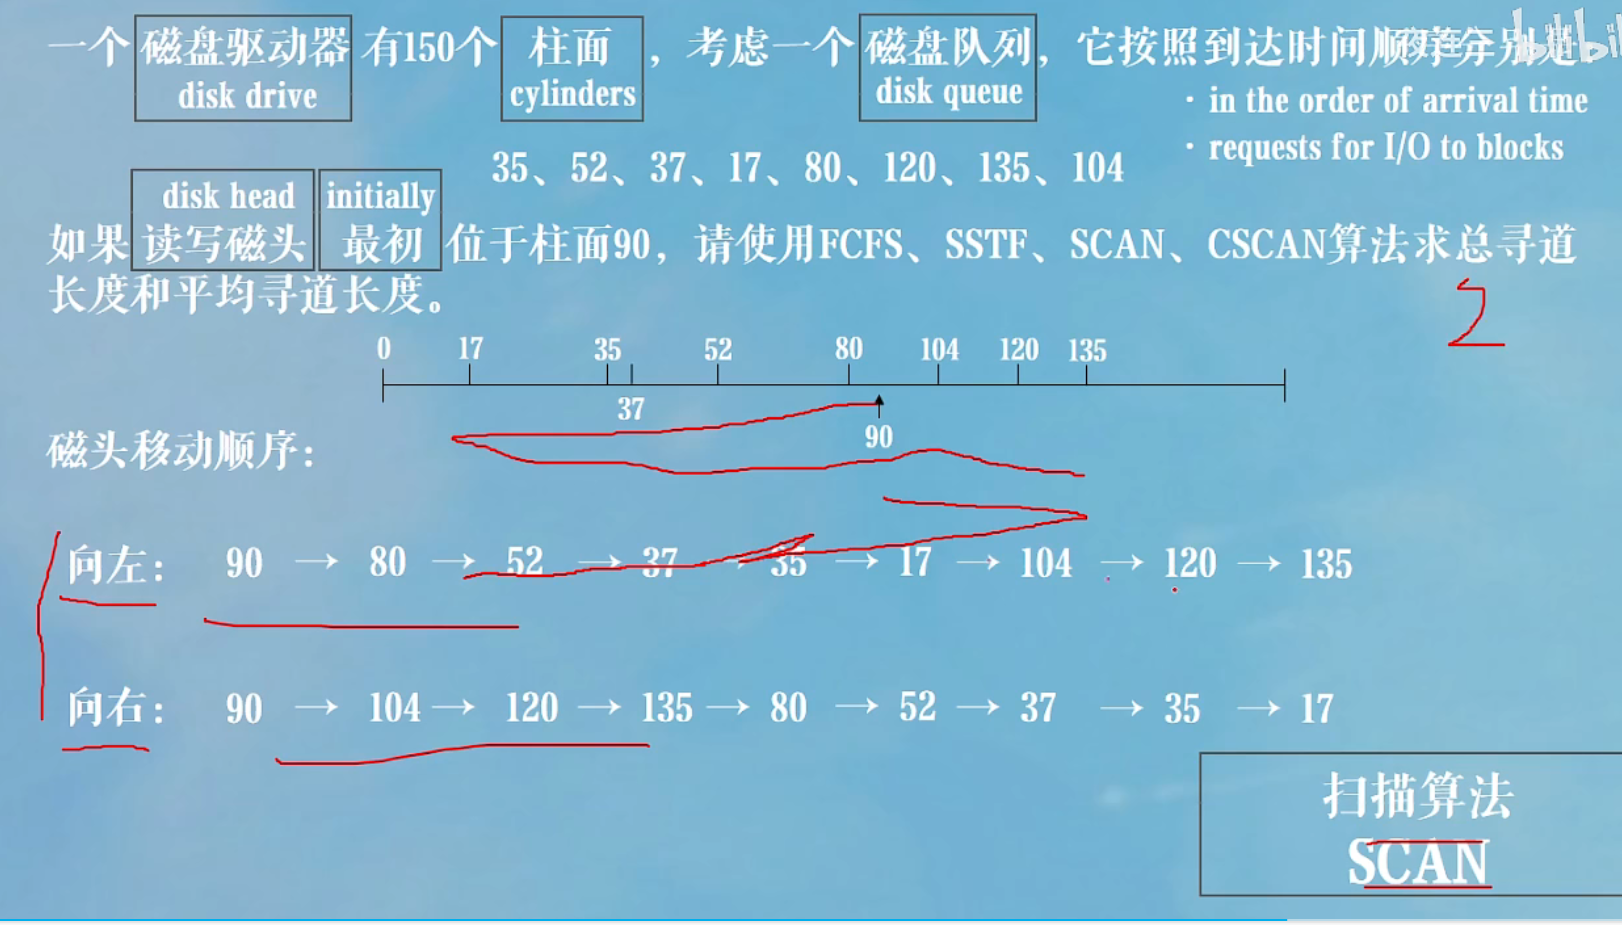 一个 磁盘驱动器 有150个 柱面 ，考虑一个 磁盘队列，它按照到达时间顺序分别是：
disk drive
cylinders
disk queue
· in the order of arrival time
· requests for I/O to blocks
35、52、37、17、80、120、135、104
disk head
initially
如果 读写磁头 最初 位于柱面90，请使用FCFS、SSTF、SCAN、CSCAN算法求总寻道
长度和平均寻道长度。
2
0 17 35 52 80 104 120 135
37
90
磁头移动顺序：
向左： 90 → 80 → 52 → 37 → 35 → 17 → 104 → 120 → 135
向右： 90 → 104 → 120 → 135 → 80 → 52 → 37 → 35 → 17
扫描算法
SCAN